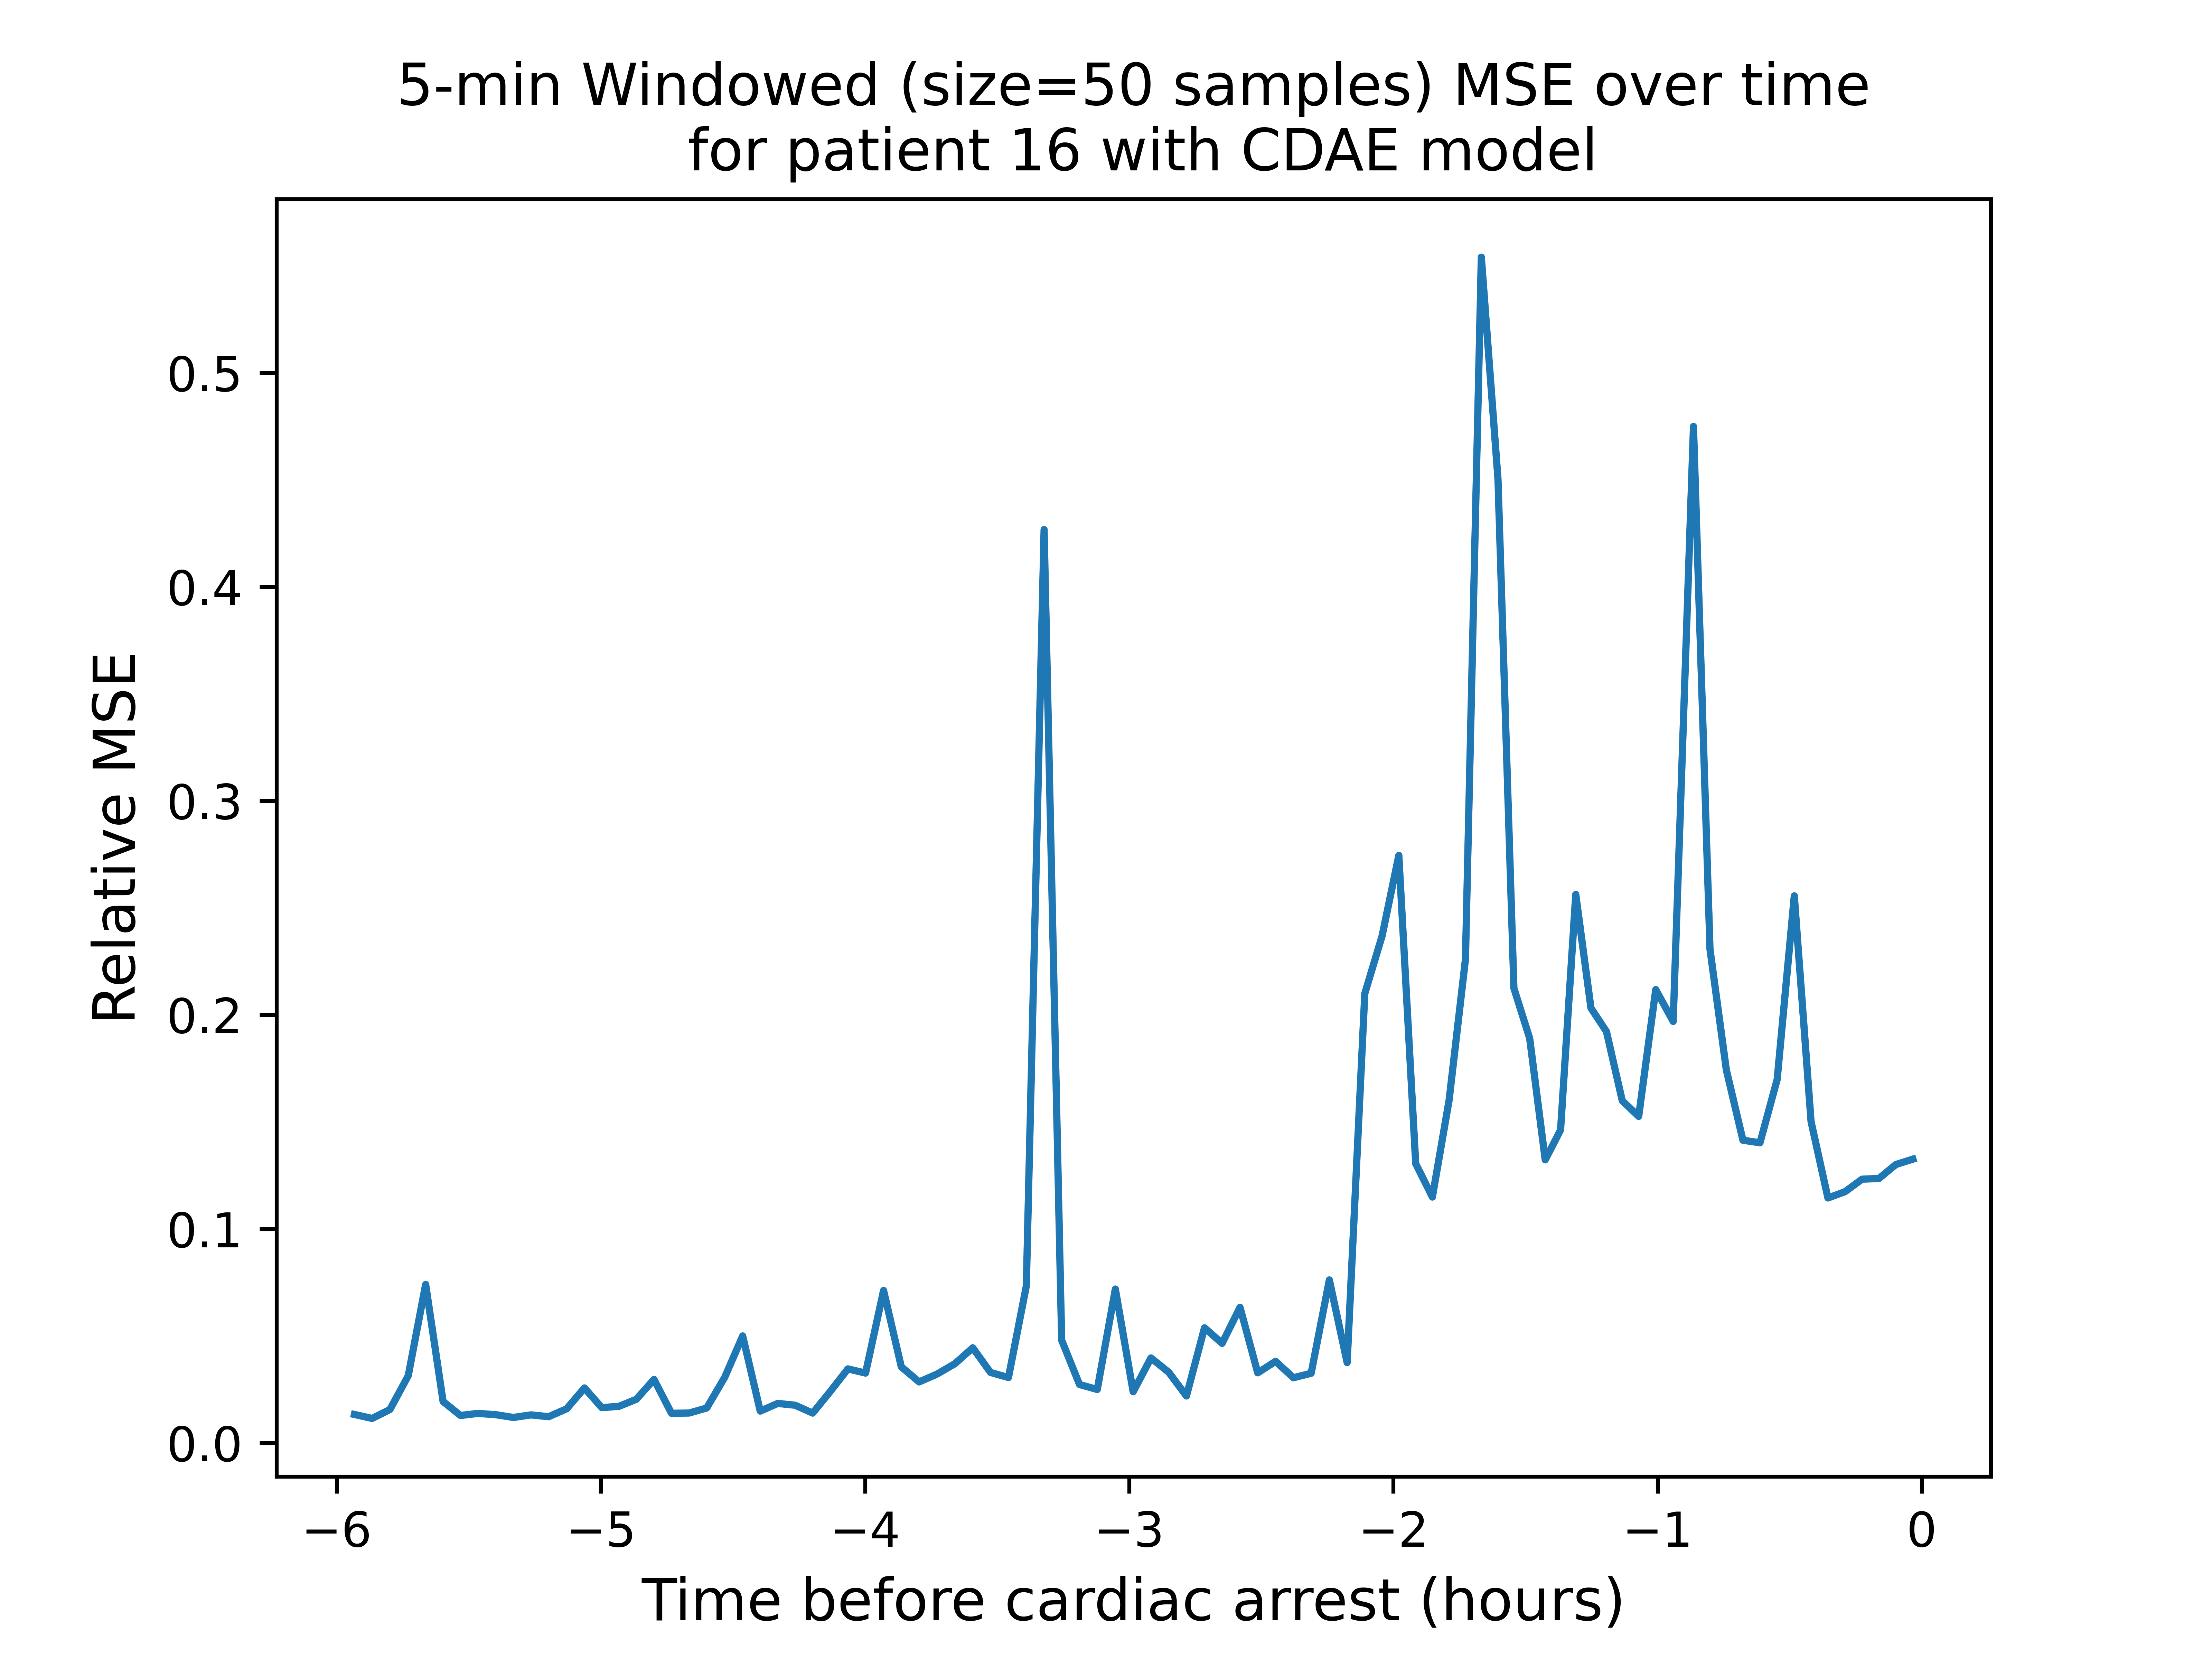 5-min Windowed (size=50 samples) MSE over time
for patient 16 with CDAE model
Relative MSE
0.5
0.4
0.3
0.2
0.1
0.0
−6 −5 −4 −3 −2 −1 0
Time before cardiac arrest (hours)